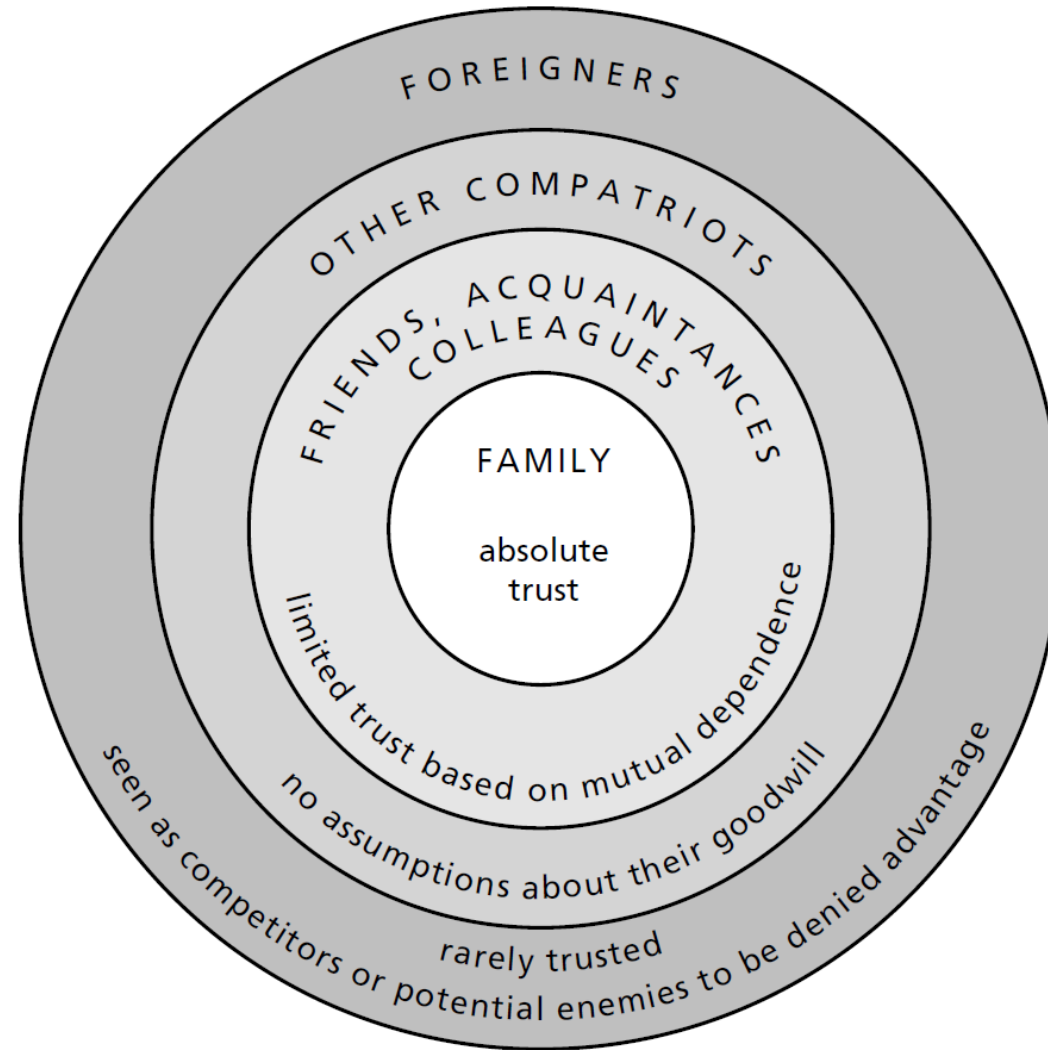 FOREIGNERS
OTHER COMPATRIOTS
FRIENDS, ACQUAINTANCES
COLLEAGUES
FAMILY
absolute
trust
limited trust based on mutual dependence
no assumptions about their goodwill
rarely trusted
seen as competitors or potential enemies to be denied advantage